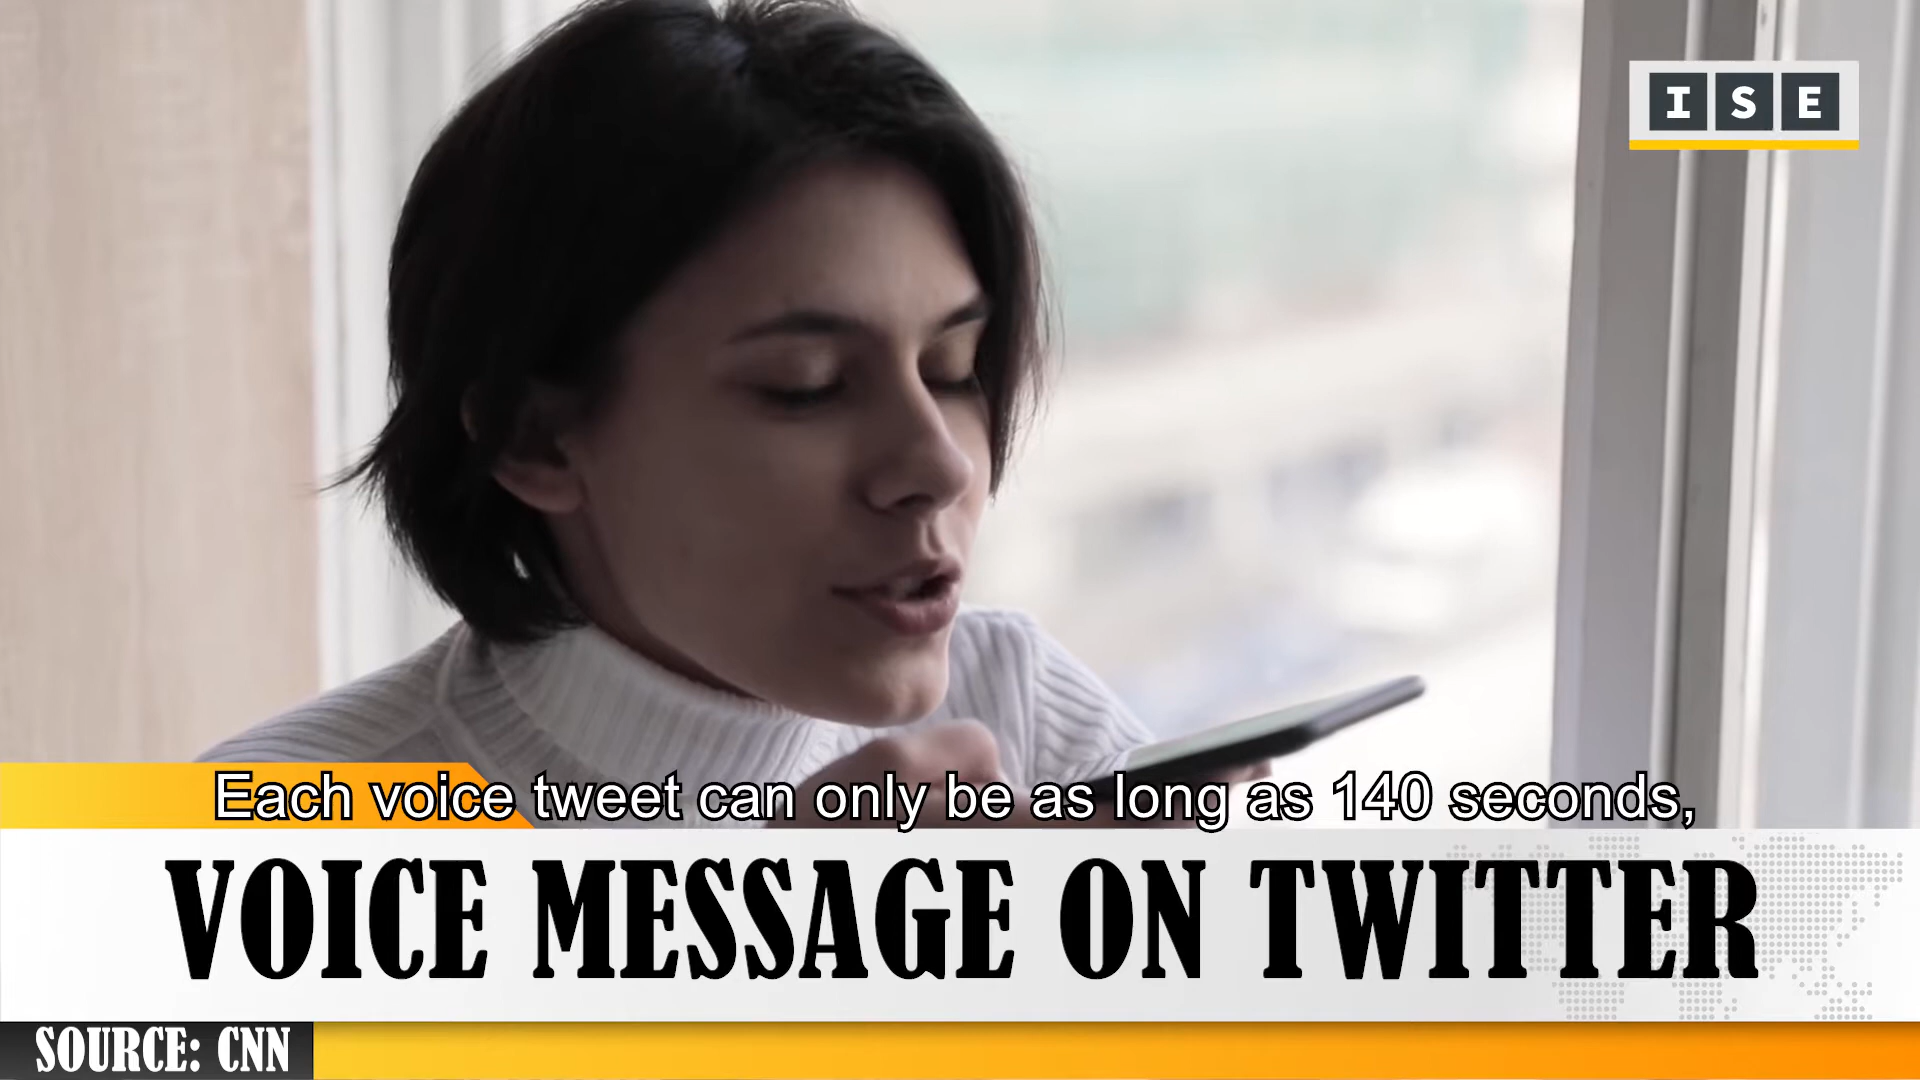 ISE
Each voice tweet can only be as long as 140 seconds,
VOICE MESSAGE ON TWITTER
SOURCE: CNN